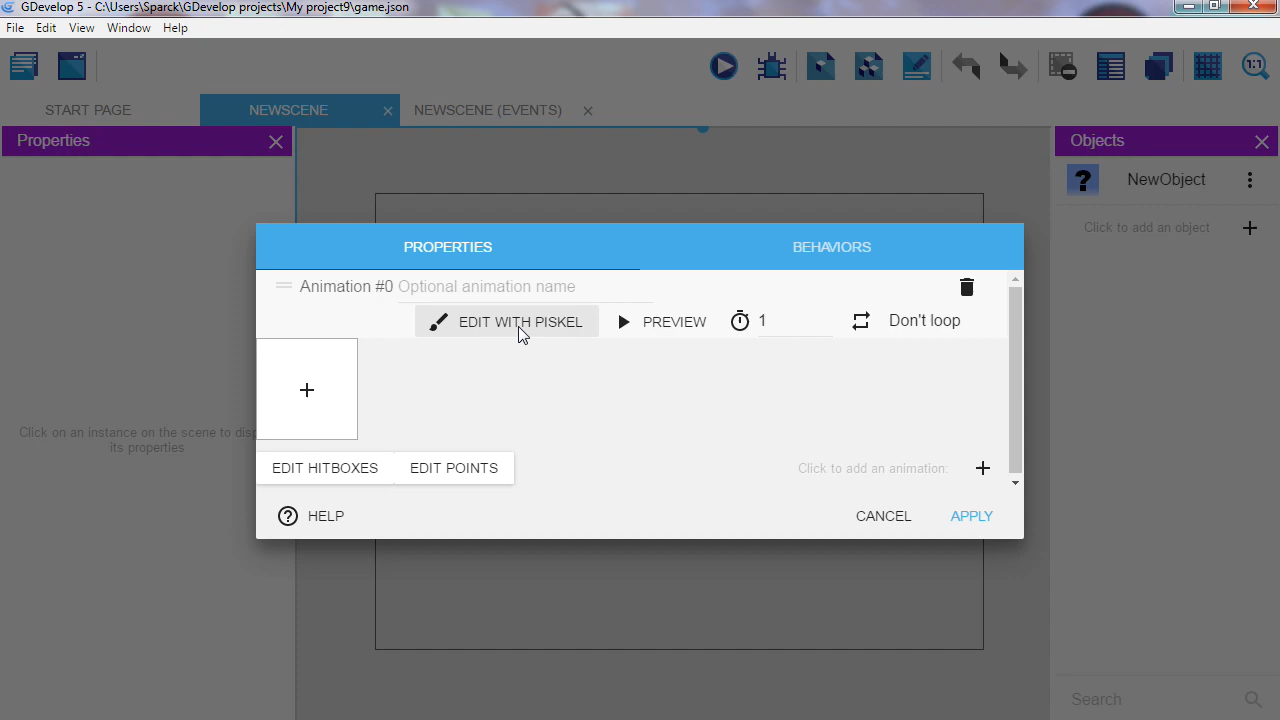 GDevelop 5 - C:\Users\Sparck\GDevelop projects\My project9\game.json
File Edit View Window Help
1:1
START PAGE NEWSCENE NEWSCENE (EVENTS)
Properties
Objects
? NewObject
Click to add an object
PROPERTIES BEHAVIORS
Animation #0 Optional animation name
EDIT WITH PISKEL PREVIEW 1 Don't loop
Click on an instance on the scene to disp
its properties
EDIT HITBOXES EDIT POINTS Click to add an animation:
? HELP CANCEL APPLY
Search